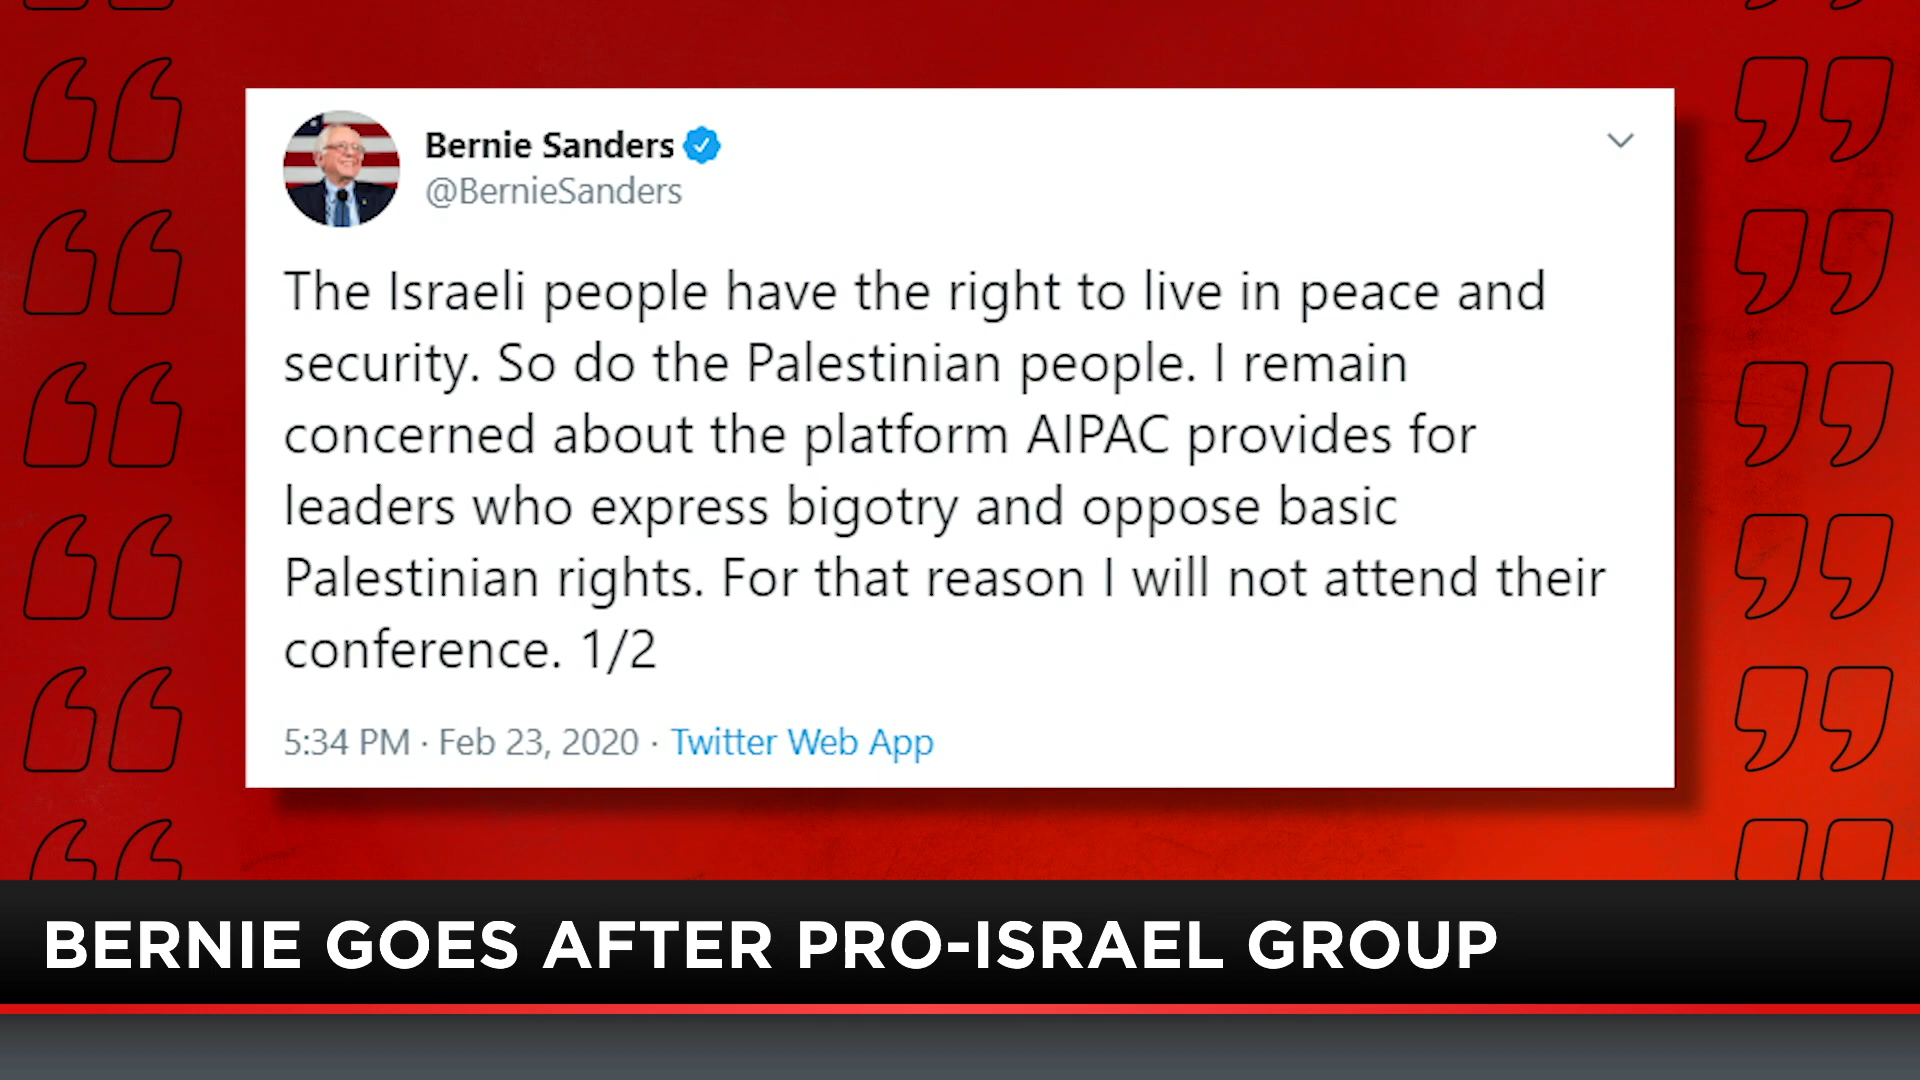 Bernie Sanders
@BernieSanders
The Israeli people have the right to live in peace and
security. So do the Palestinian people. I remain
concerned about the platform AIPAC provides for
leaders who express bigotry and oppose basic
Palestinian rights. For that reason I will not attend their
conference. 1/2
5:34 PM · Feb 23, 2020 · Twitter Web App
BERNIE GOES AFTER PRO-ISRAEL GROUP